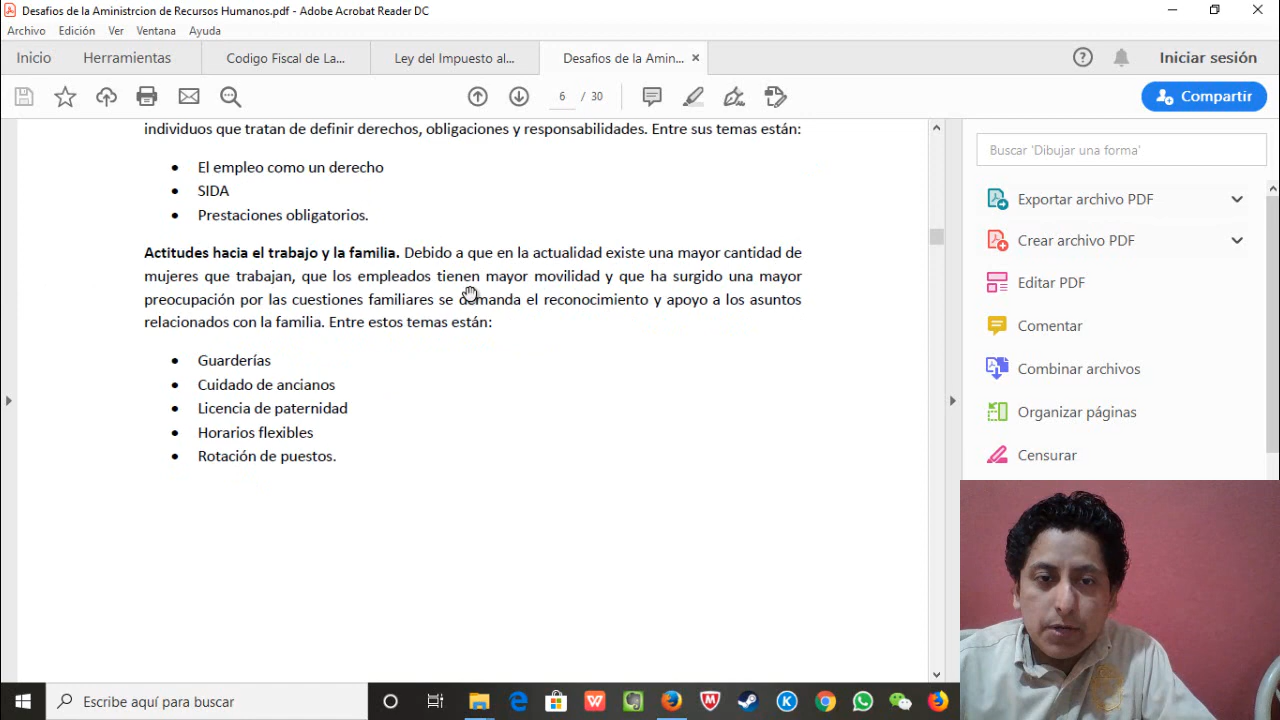 Desafios de la Aministrcion de Recursos Humanos.pdf - Adobe Acrobat Reader DC
Archivo Edición Ver Ventana Ayuda
Inicio Herramientas Codigo Fiscal de La... Ley del Impuesto al... Desafios de la Amin... Iniciar sesión
6 / 30 Compartir
individuos que tratan de definir derechos, obligaciones y responsabilidades. Entre sus temas están:
• El empleo como un derecho
• SIDA
• Prestaciones obligatorios.
Actitudes hacia el trabajo y la familia. Debido a que en la actualidad existe una mayor cantidad de
mujeres que trabajan, que los empleados tienen mayor movilidad y que ha surgido una mayor
preocupación por las cuestiones familiares se demanda el reconocimiento y apoyo a los asuntos
relacionados con la familia. Entre estos temas están:
• Guarderías
• Cuidado de ancianos
• Licencia de paternidad
• Horarios flexibles
• Rotación de puestos.
Buscar 'Dibujar una forma'
Exportar archivo PDF
Crear archivo PDF
Editar PDF
Comentar
Combinar archivos
Organizar páginas
Censurar
Escribe aquí para buscar